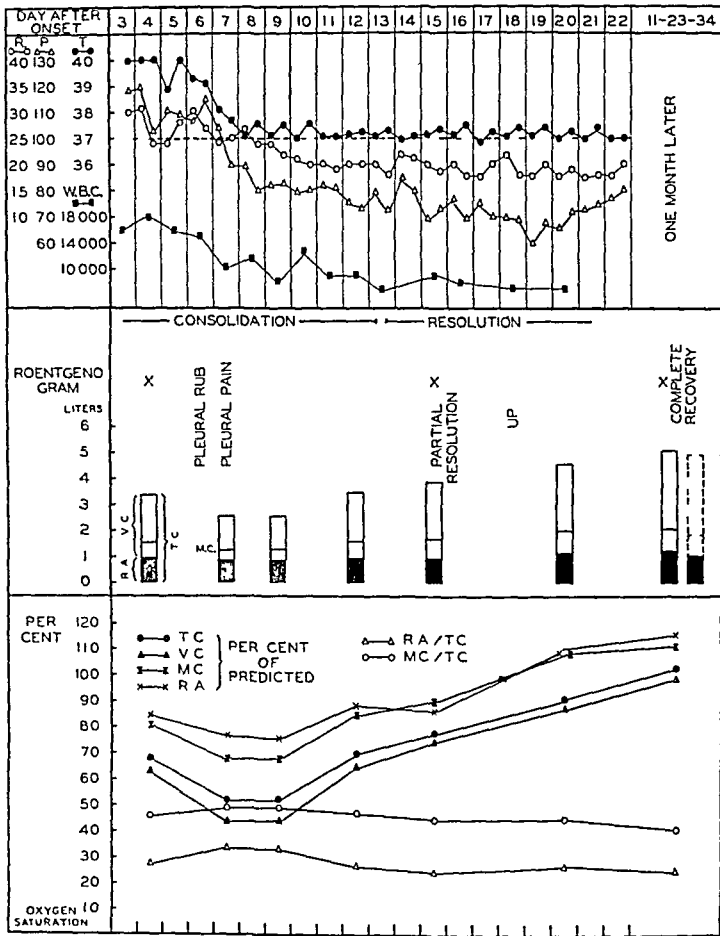 DAY AFTER ONSET 3 4 5 6 7 8 9 10 11 12 13 14 15 16 17 18 19 20 21 22 11-23-34
R P T
40 130 40
35 120 39
30 110 38
25 100 37
20 90 36
15 80 W.B.C.
10 70 18000
60 14000
10000
ONE MONTH LATER
CONSOLIDATION RESOLUTION
ROENTGENO
GRAM
X X X
PLEURAL RUB
PLEURAL PAIN
PARTIAL
RESOLUTION
UP
COMPLETE
RECOVERY
LITERS
6
5
4
3
2
1
0
RA VC TC
M.C.
PER
CENT
120
110
100
90
80
70
60
50
40
30
20
10
TC
VC
MC
RA
PER CENT
OF
PREDICTED
RA/TC
MC/TC
OXYGEN
SATURATION